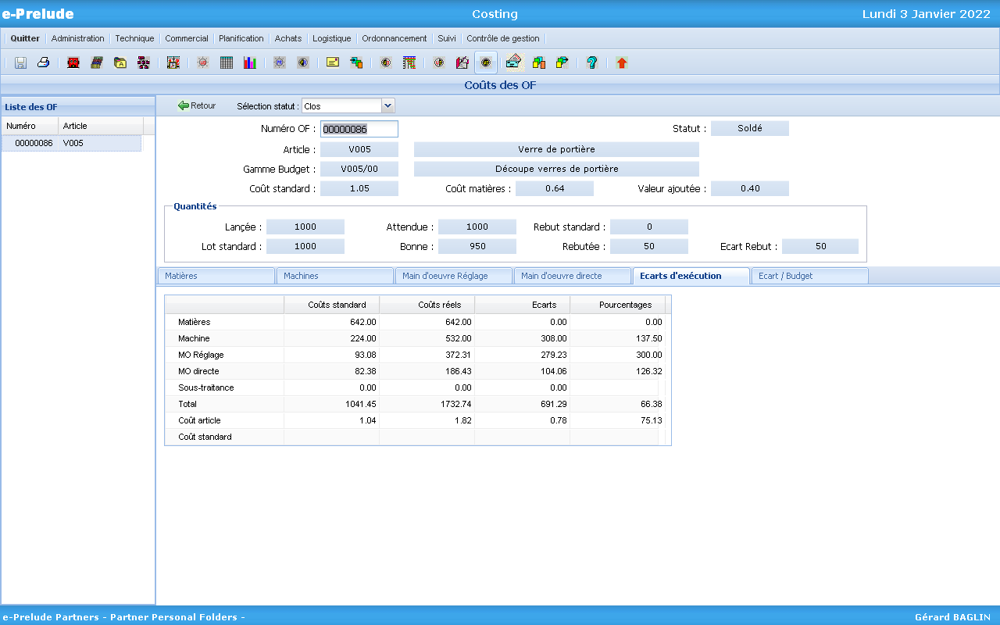 e-Prelude Costing Lundi 3 Janvier 2022
Quitter Administration Technique Commercial Planification Achats Logistique Ordonnancement Suivi Contrôle de gestion
Coûts des OF
Liste des OF
Numéro Article
00000086 V005
Retour Sélection statut : Clos
Numéro OF : 00000086 Statut : Soldé
Article : V005 Verre de portière
Gamme Budget : V005/00 Découpe verres de portière
Coût standard : 1.05 Coût matières : 0.64 Valeur ajoutée : 0.40
Quantités
Lançée : 1000 Attendue : 1000 Rebut standard : 0
Lot standard : 1000 Bonne : 950 Rebutée : 50 Ecart Rebut : 50
Matières Machines Main d'oeuvre Réglage Main d'oeuvre directe Ecarts d'exécution Ecart / Budget
Coûts standard Coûts réels Ecarts Pourcentages
Matières 642.00 642.00 0.00 0.00
Machine 224.00 532.00 308.00 137.50
MO Réglage 93.08 372.31 279.23 300.00
MO directe 82.38 186.43 104.06 126.32
Sous-traitance 0.00 0.00 0.00
Total 1041.45 1732.74 691.29 66.38
Coût article 1.04 1.82 0.78 75.13
Coût standard
e-Prelude Partners - Partner Personal Folders - Gérard BAGLIN